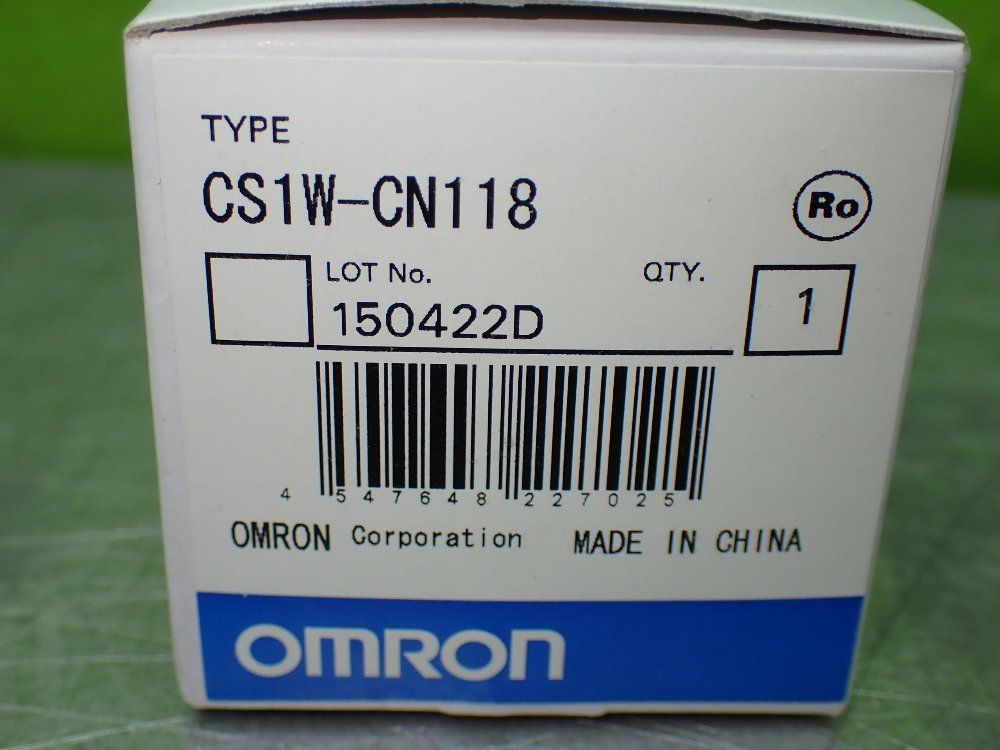 TYPE
CS1W-CN118
Ro
LOT No.
QTY.
150422D
1
4 547648 227025
OMRON Corporation MADE IN CHINA
OMRON